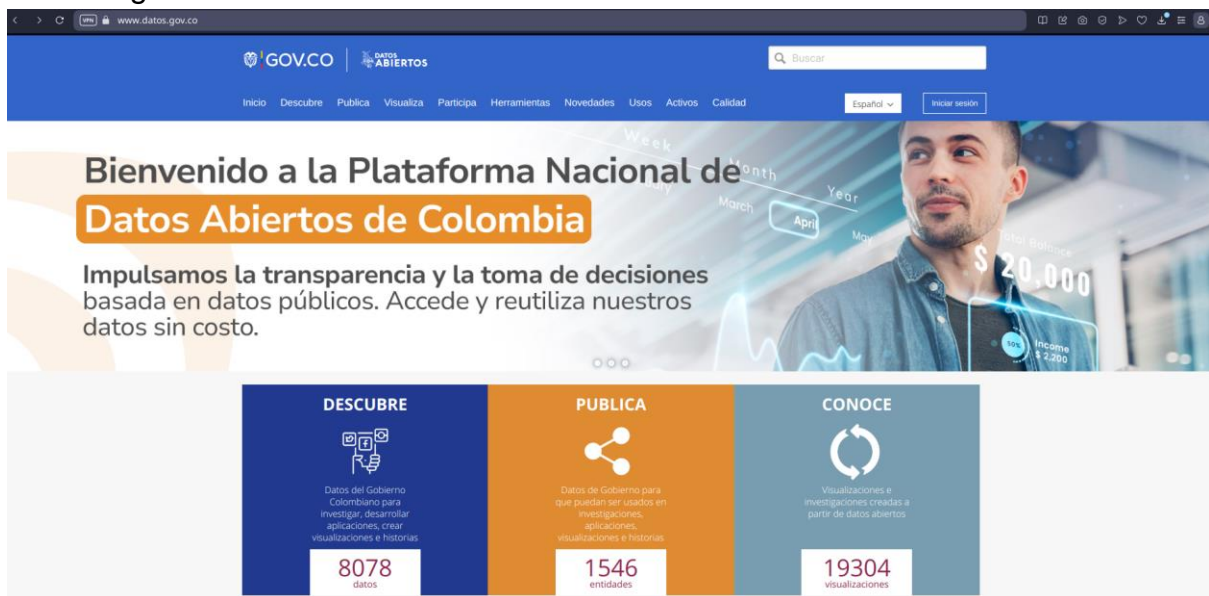 VPN
www.datos.gov.co
GOV.CO
DATOS
ABIERTOS
Buscar
Inicio Descubre Publica Visualiza Participa Herramientas Novedades Usos Activos Calidad
Español
Iniciar sesión
Bienvenido a la Plataforma Nacional de
Datos Abiertos de Colombia
Impulsamos la transparencia y la toma de decisiones
basada en datos públicos. Accede y reutiliza nuestros
datos sin costo.
Week
Month
Year
March
April
May
Total Balance
$ 20,000
50%
Income
$ 2,200
DESCUBRE
Datos del Gobierno
Colombiano para
investigar, desarrollar
aplicaciones, crear
visualizaciones e historias
8078
datos
PUBLICA
Datos de Gobierno para
que puedan ser usados en
investigaciones,
aplicaciones,
visualizaciones e historias
1546
entidades
CONOCE
Visualizaciones e
investigaciones creadas a
partir de datos abiertos
19304
visualizaciones